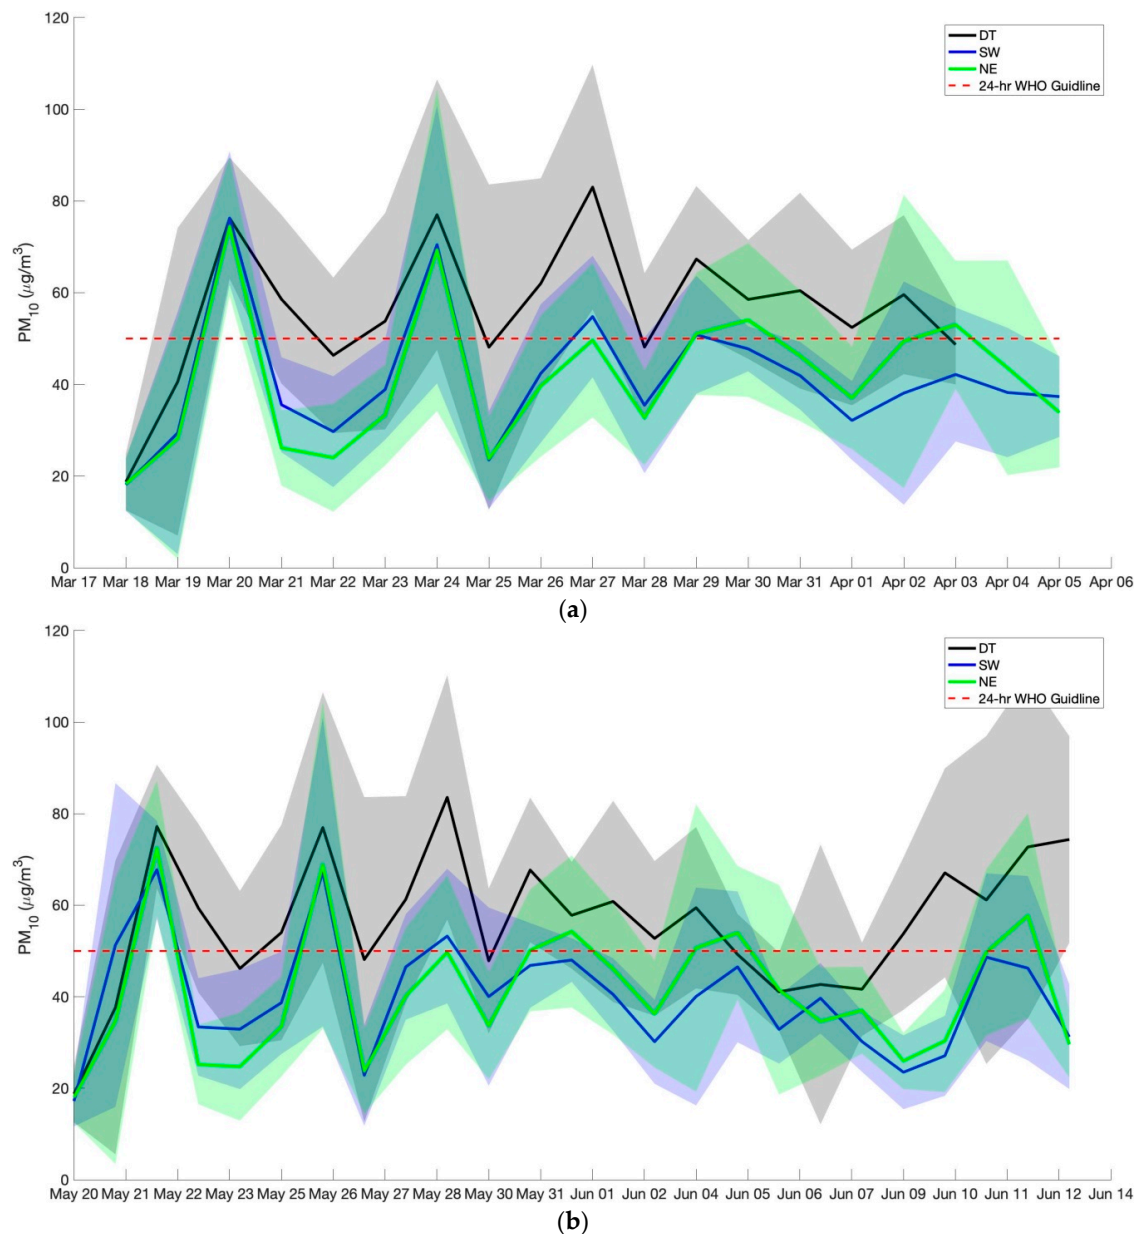 120
100
80
60
40
20
0
PM10 (μg/m3)
DT
SW
NE
24-hr WHO Guidline
Mar 17 Mar 18 Mar 19 Mar 20 Mar 21 Mar 22 Mar 23 Mar 24 Mar 25 Mar 26 Mar 27 Mar 28 Mar 29 Mar 30 Mar 31 Apr 01 Apr 02 Apr 03 Apr 04 Apr 05 Apr 06
(a)
120
100
80
60
40
20
0
PM10 (μg/m3)
DT
SW
NE
24-hr WHO Guidline
May 20 May 21 May 22 May 23 May 25 May 26 May 27 May 28 May 30 May 31 Jun 01 Jun 02 Jun 04 Jun 05 Jun 06 Jun 07 Jun 09 Jun 10 Jun 11 Jun 12 Jun 14
(b)